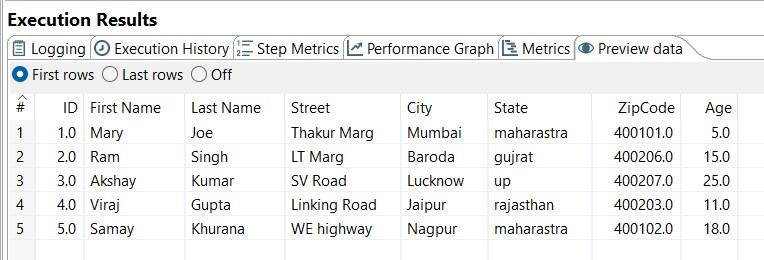 Execution Results
Logging Execution History Step Metrics Performance Graph Metrics Preview data
First rows Last rows Off
# ID First Name Last Name Street City State ZipCode Age
1 1.0 Mary Joe Thakur Marg Mumbai maharastra 400101.0 5.0
2 2.0 Ram Singh LT Marg Baroda gujrat 400206.0 15.0
3 3.0 Akshay Kumar SV Road Lucknow up 400207.0 25.0
4 4.0 Viraj Gupta Linking Road Jaipur rajasthan 400203.0 11.0
5 5.0 Samay Khurana WE highway Nagpur maharastra 400102.0 18.0